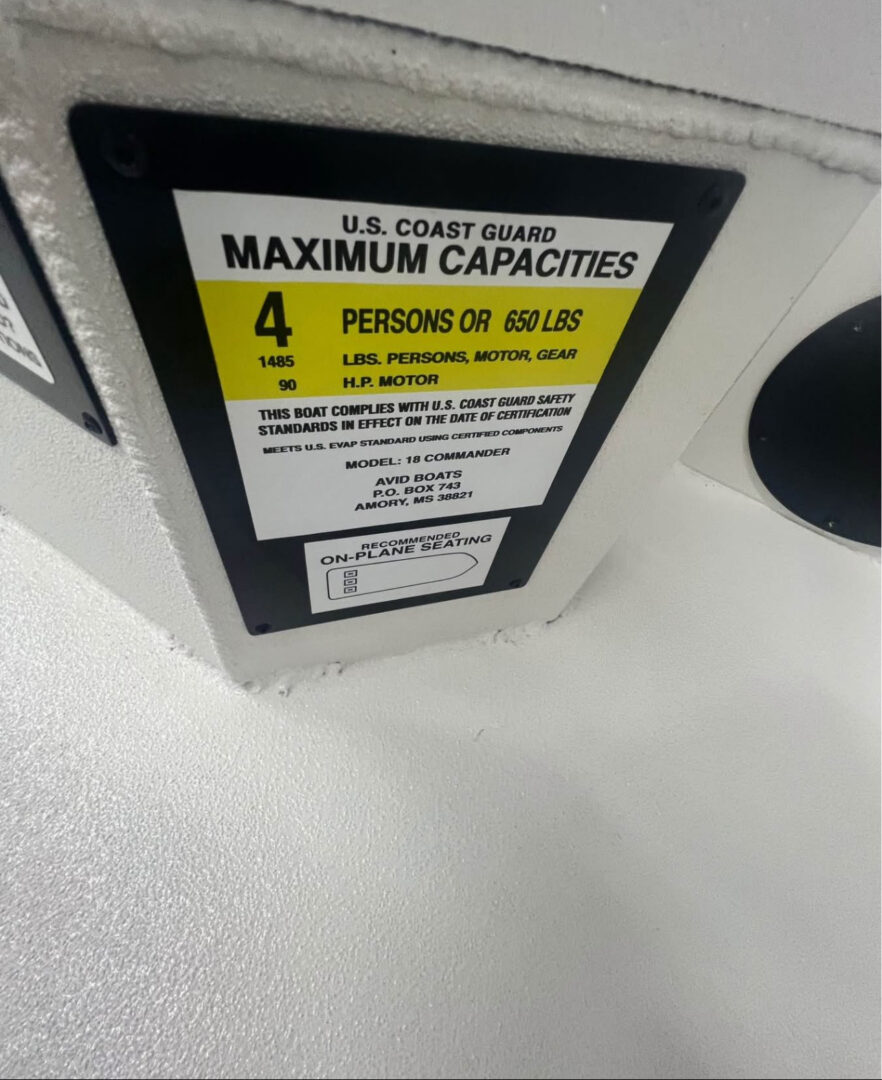 U.S. COAST GUARD
MAXIMUM CAPACITIES
4 PERSONS OR 650 LBS
1485 LBS. PERSONS, MOTOR, GEAR
90 H.P. MOTOR
THIS BOAT COMPLIES WITH U.S. COAST GUARD SAFETY
STANDARDS IN EFFECT ON THE DATE OF CERTIFICATION
MEETS U.S. EVAP STANDARD USING CERTIFIED COMPONENTS
MODEL: 18 COMMANDER
AVID BOATS
P.O. BOX 743
AMORY, MS 38821
RECOMMENDED
ON-PLANE SEATING